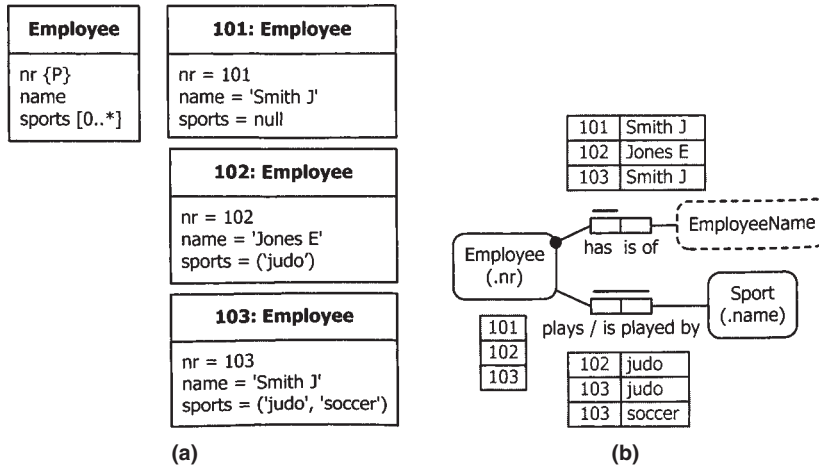 Employee
nr {P}
name
sports [0..*]
101: Employee
nr = 101
name = 'Smith J'
sports = null
102: Employee
nr = 102
name = 'Jones E'
sports = ('judo')
103: Employee
nr = 103
name = 'Smith J'
sports = ('judo', 'soccer')
(a)
101 Smith J
102 Jones E
103 Smith J
EmployeeName
has is of
Employee
(.nr)
Sport
(.name)
plays / is played by
101
102
103
102 judo
103 judo
103 soccer
(b)